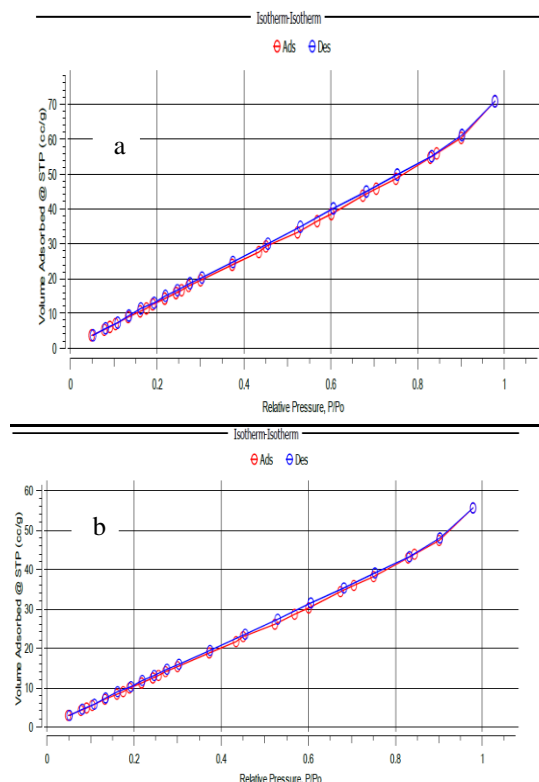 Isotherm-Isotherm
Ads Des
a
Volume Adsorbed @ STP (cc/g)
70
60
50
40
30
20
10
0
0 0.2 0.4 0.6 0.8 1
Relative Pressure, P/Po
Isotherm-Isotherm
Ads Des
b
Volume Adsorbed @ STP (cc/g)
60
50
40
30
20
10
0
0 0.2 0.4 0.6 0.8 1
Relative Pressure, P/Po